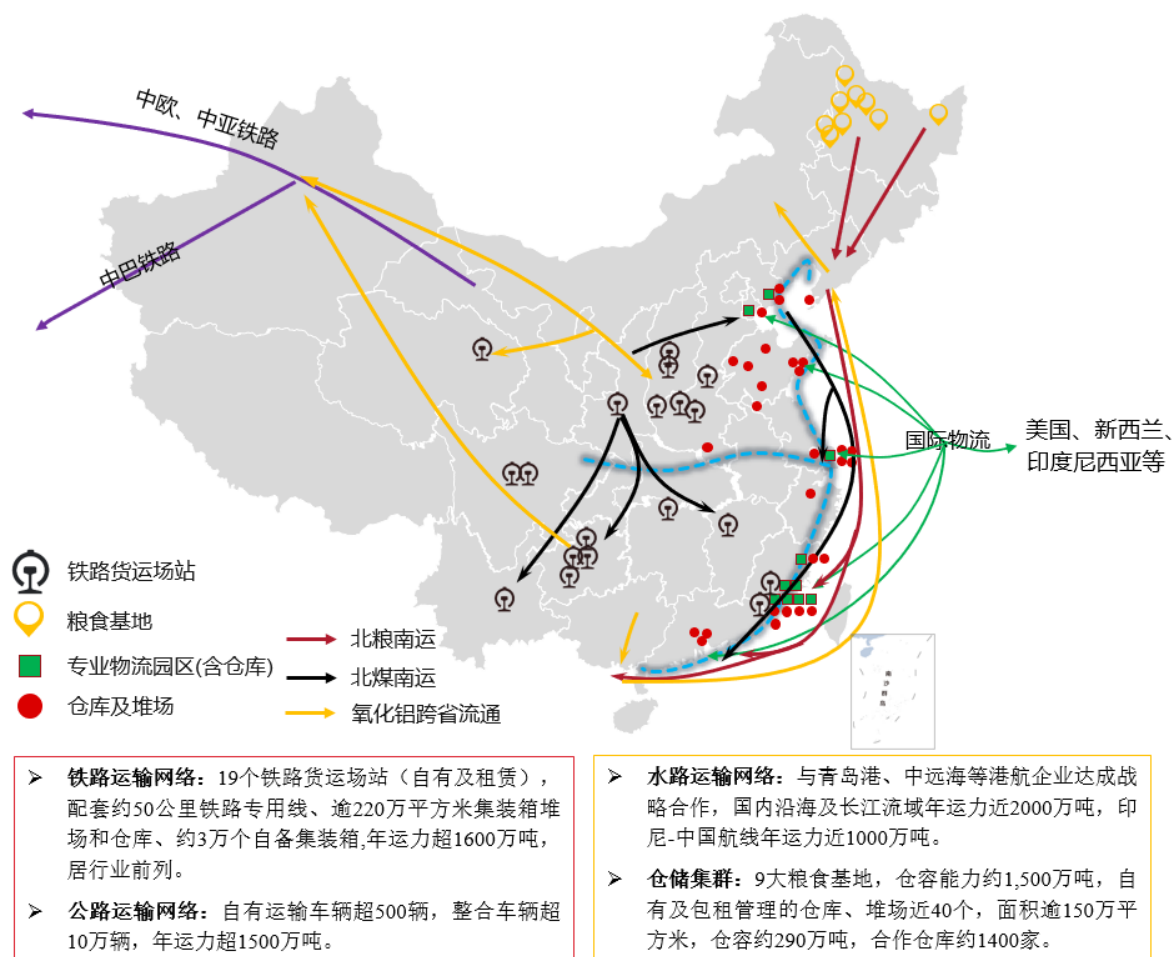 中欧、中亚铁路
中巴铁路
国际物流
美国、新西兰、
印度尼西亚等
铁路货运场站
粮食基地
专业物流园区(含仓库)
仓库及堆场
北粮南运
北煤南运
氧化铝跨省流通
南沙群岛
➢ 铁路运输网络：19个铁路货运场站（自有及租赁），
配套约50公里铁路专用线、逾220万平方米集装箱堆
场和仓库、约3万个自备集装箱,年运力超1600万吨，
居行业前列。
➢ 公路运输网络：自有运输车辆超500辆，整合车辆超
10万辆，年运力超1500万吨。
➢ 水路运输网络：与青岛港、中远海等港航企业达成战
略合作，国内沿海及长江流域年运力近2000万吨，印
尼-中国航线年运力近1000万吨。
➢ 仓储集群：9大粮食基地，仓容能力约1,500万吨，自
有及包租管理的仓库、堆场近40个，面积逾150万平
方米，仓容约290万吨，合作仓库约1400家。